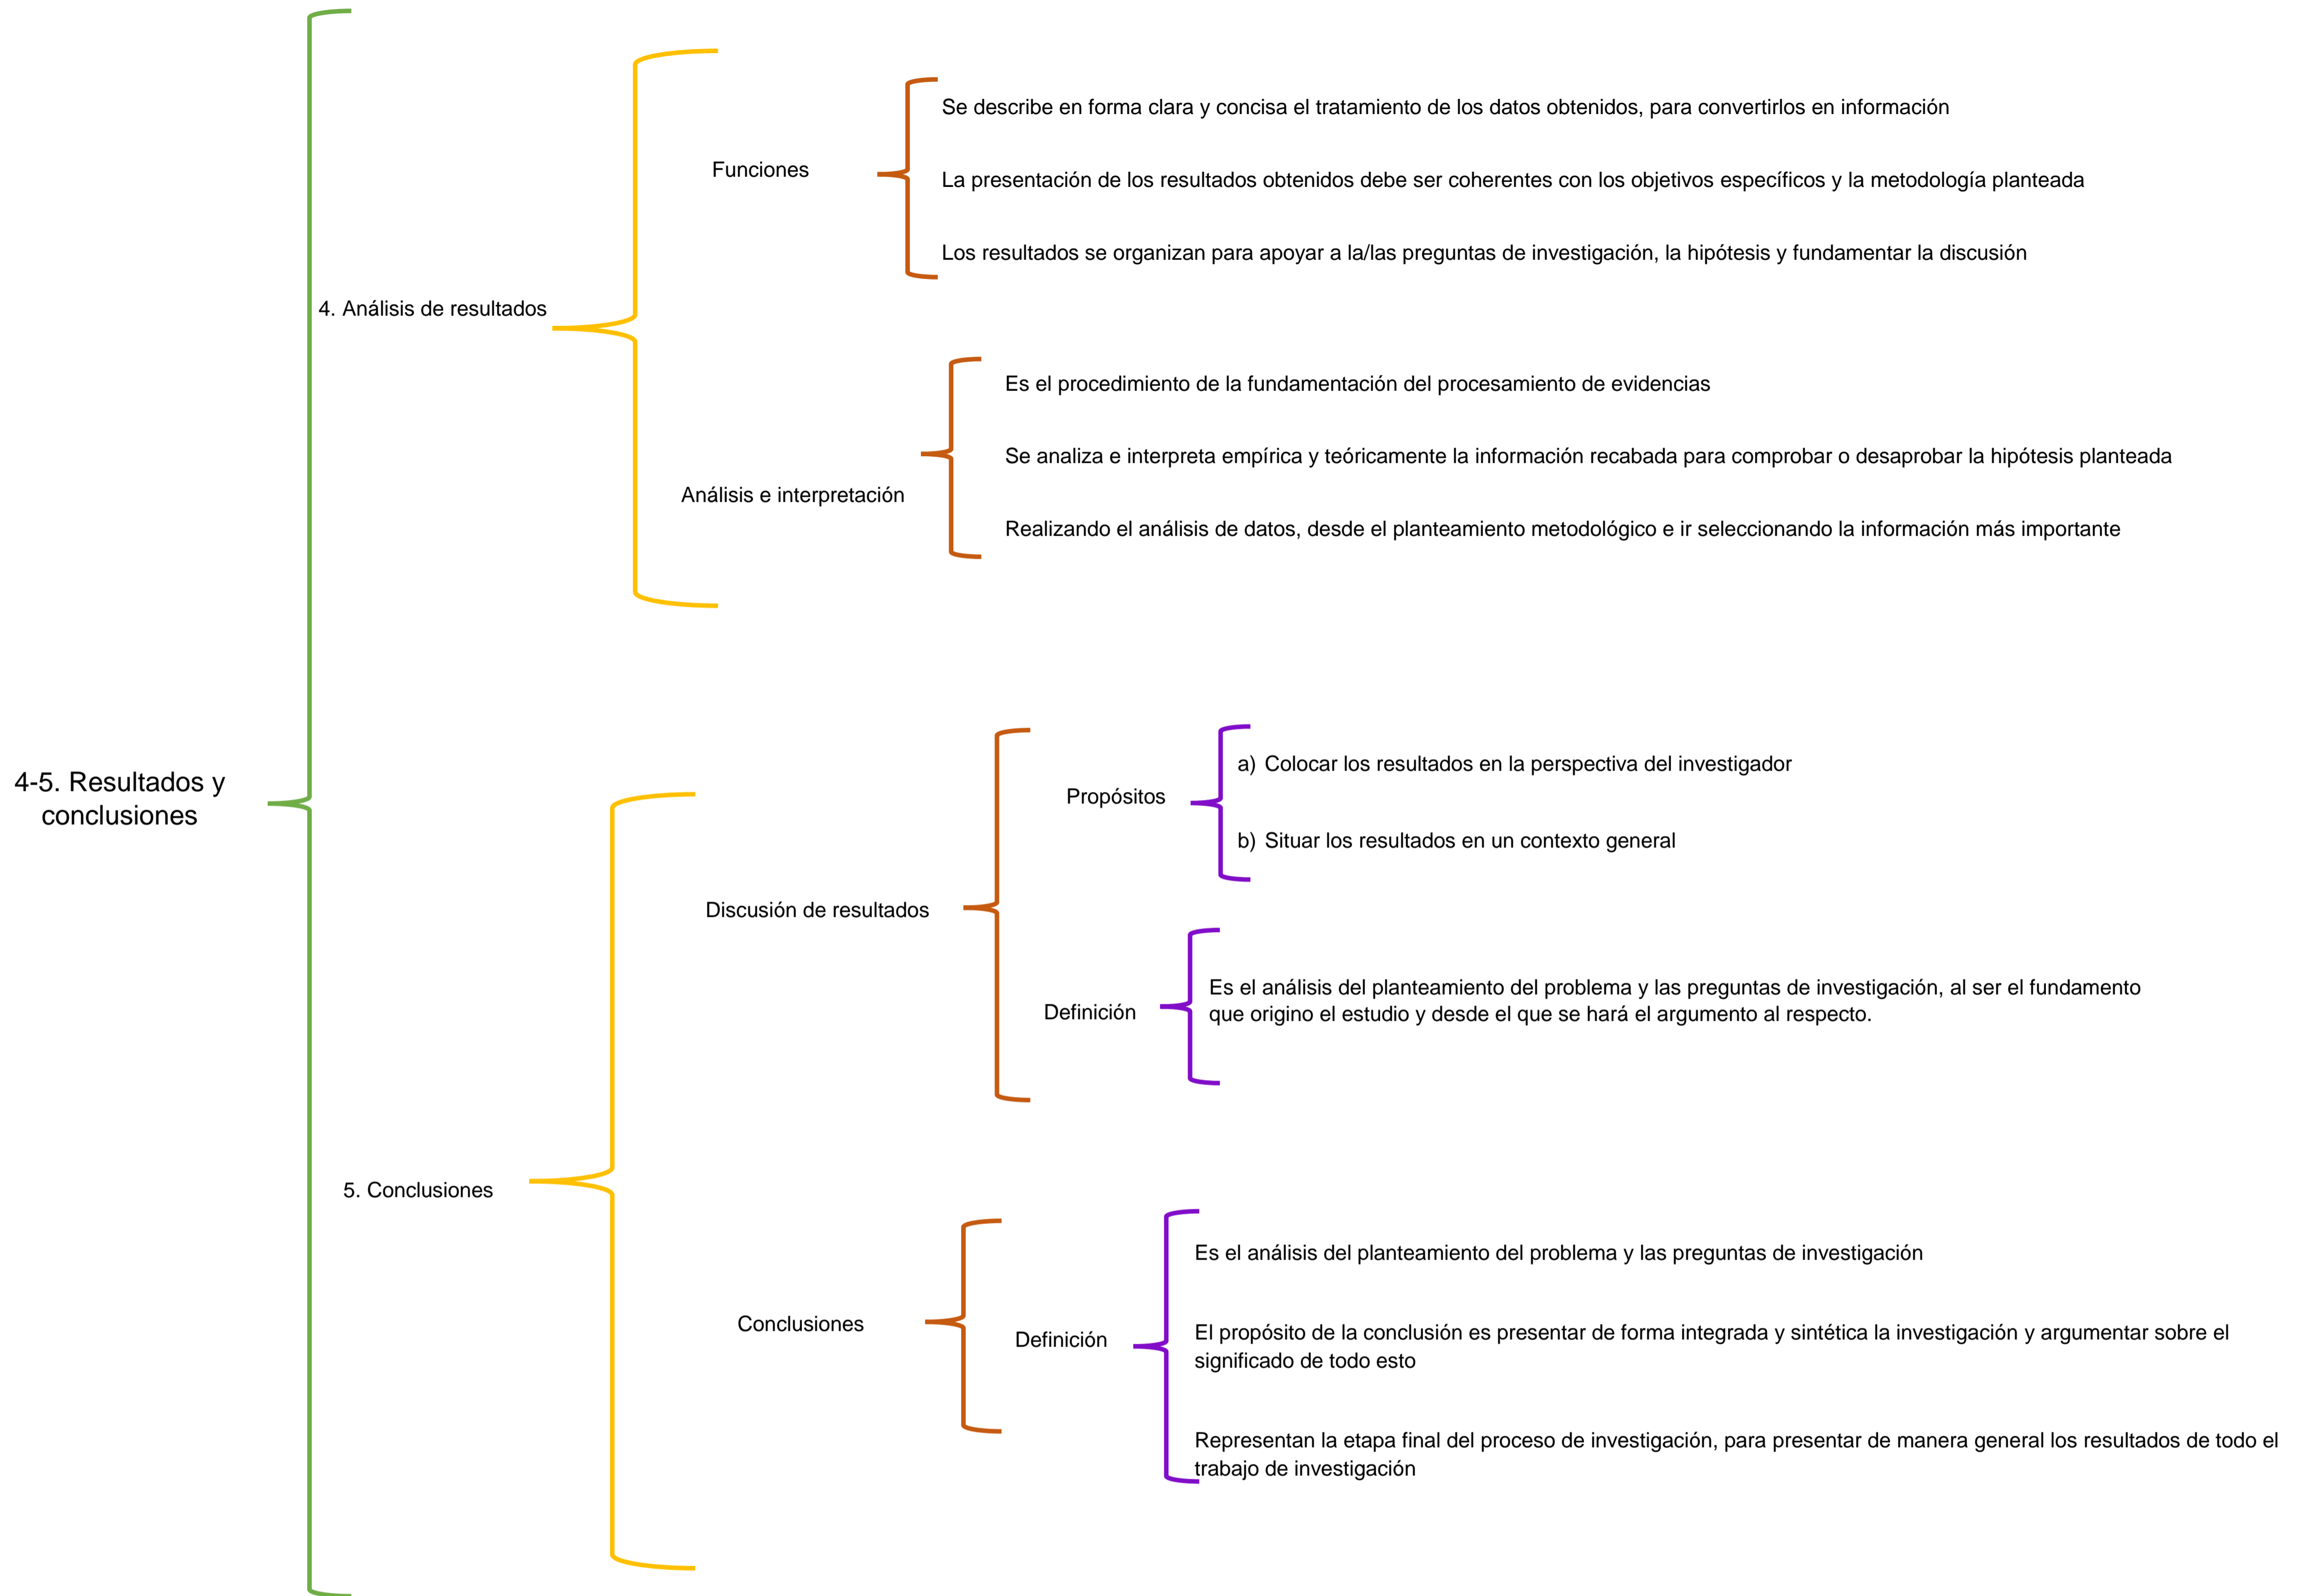 4-5. Resultados y
conclusiones
4. Análisis de resultados
Funciones
Se describe en forma clara y concisa el tratamiento de los datos obtenidos, para convertirlos en información
La presentación de los resultados obtenidos debe ser coherentes con los objetivos específicos y la metodología planteada
Los resultados se organizan para apoyar a la/las preguntas de investigación, la hipótesis y fundamentar la discusión
Análisis e interpretación
Es el procedimiento de la fundamentación del procesamiento de evidencias
Se analiza e interpreta empírica y teóricamente la información recabada para comprobar o desaprobar la hipótesis planteada
Realizando el análisis de datos, desde el planteamiento metodológico e ir seleccionando la información más importante
5. Conclusiones
Discusión de resultados
Propósitos
a) Colocar los resultados en la perspectiva del investigador
b) Situar los resultados en un contexto general
Definición
Es el análisis del planteamiento del problema y las preguntas de investigación, al ser el fundamento
que origino el estudio y desde el que se hará el argumento al respecto.
Conclusiones
Definición
Es el análisis del planteamiento del problema y las preguntas de investigación
El propósito de la conclusión es presentar de forma integrada y sintética la investigación y argumentar sobre el
significado de todo esto
Representan la etapa final del proceso de investigación, para presentar de manera general los resultados de todo el
trabajo de investigación